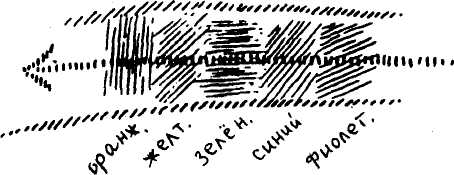 оранж.
желт.
зелён.
синий
фиолет.